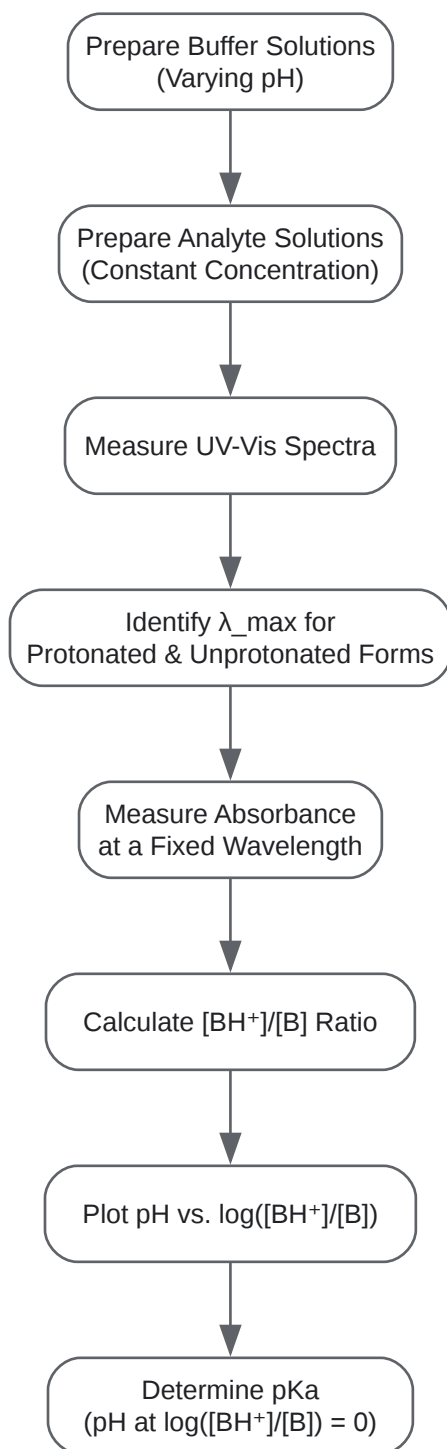 Prepare Buffer Solutions
(Varying pH)
Prepare Analyte Solutions
(Constant Concentration)
Measure UV-Vis Spectra
Identify λ_max for
Protonated & Unprotonated Forms
Measure Absorbance
at a Fixed Wavelength
Calculate [BH⁺]/[B] Ratio
Plot pH vs. log([BH⁺]/[B])
Determine pKa
(pH at log([BH⁺]/[B]) = 0)